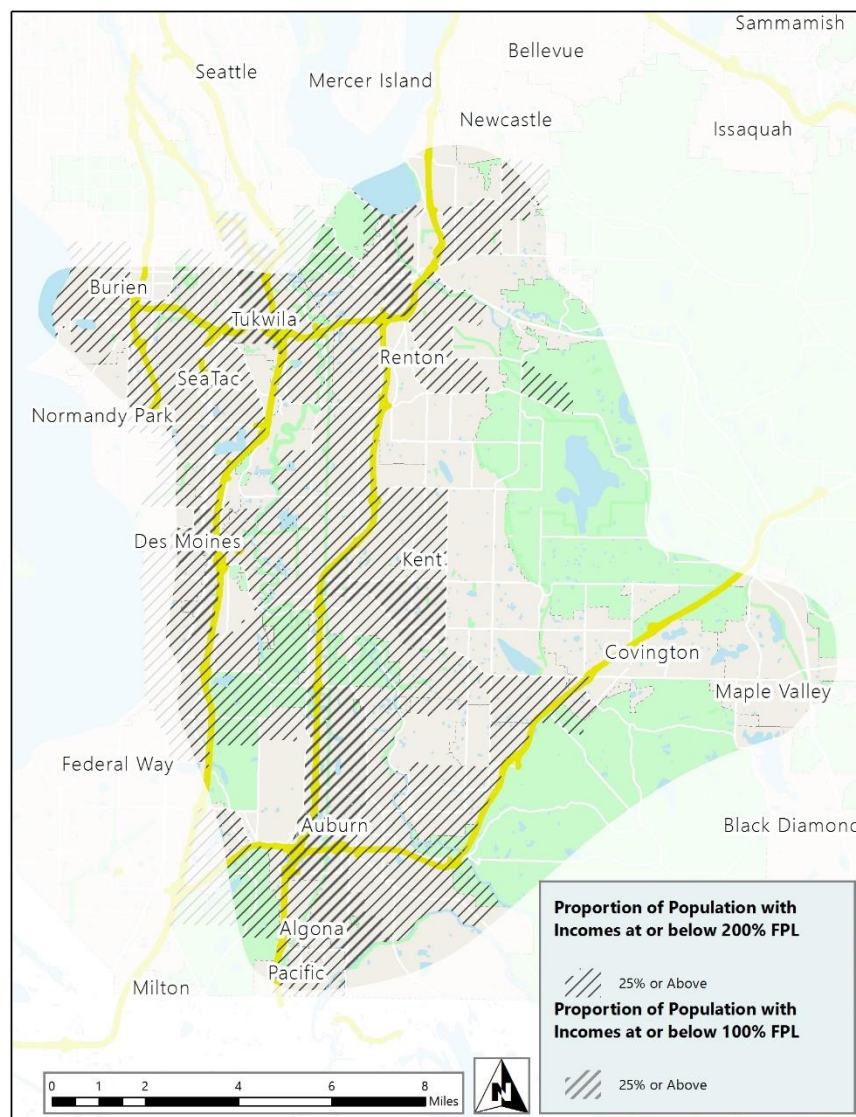 Sammamish
Bellevue
Seattle
Mercer Island
Newcastle
Issaquah
Burien
Tukwila
Renton
SeaTac
Normandy Park
Des Moines
Kent
Covington
Maple Valley
Federal Way
Auburn
Black Diamond
Algona
Pacific
Milton
Proportion of Population with
Incomes at or below 200% FPL
25% or Above
Proportion of Population with
Incomes at or below 100% FPL
25% or Above
0 1 2 4 6 8
Miles
N